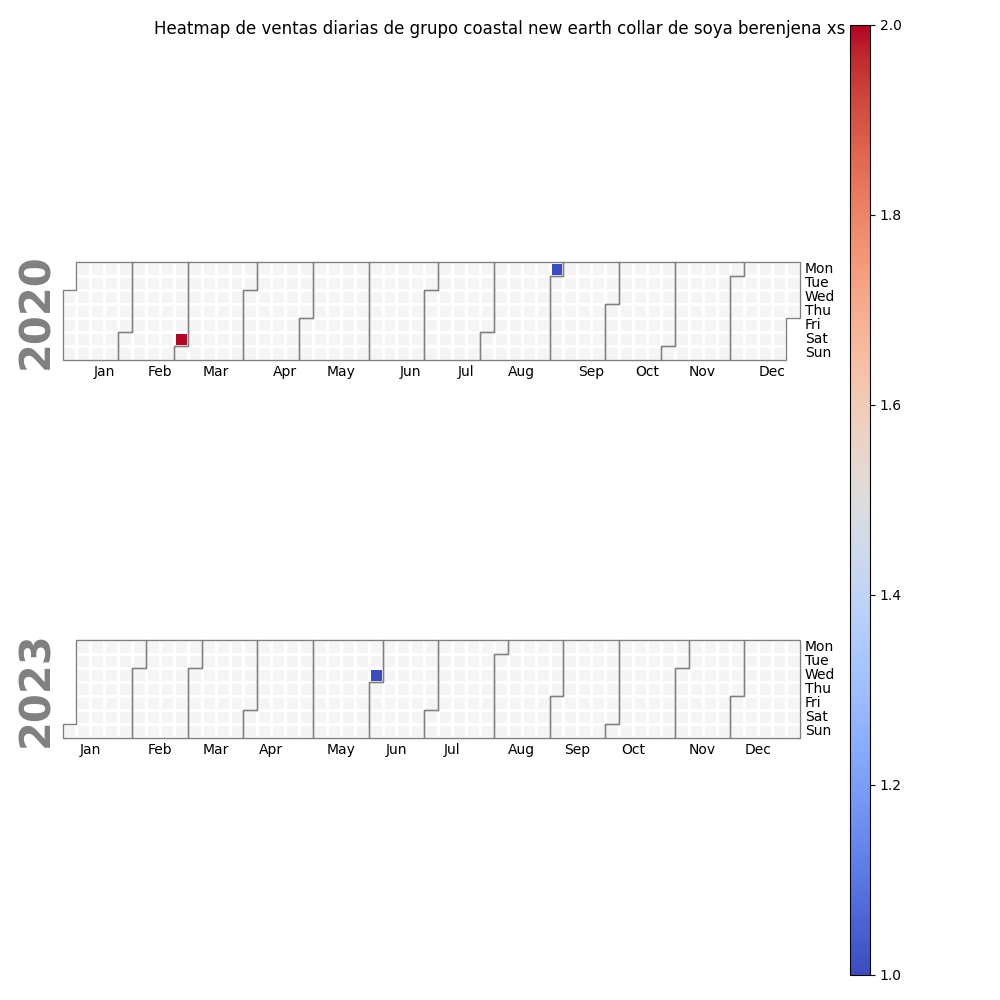 Heatmap de ventas diarias de grupo coastal new earth collar de soya berenjena xs
2020
Mon
Tue
Wed
Thu
Fri
Sat
Sun
Jan Feb Mar Apr May Jun Jul Aug Sep Oct Nov Dec
2023
Mon
Tue
Wed
Thu
Fri
Sat
Sun
Jan Feb Mar Apr May Jun Jul Aug Sep Oct Nov Dec
2.0
1.8
1.6
1.4
1.2
1.0